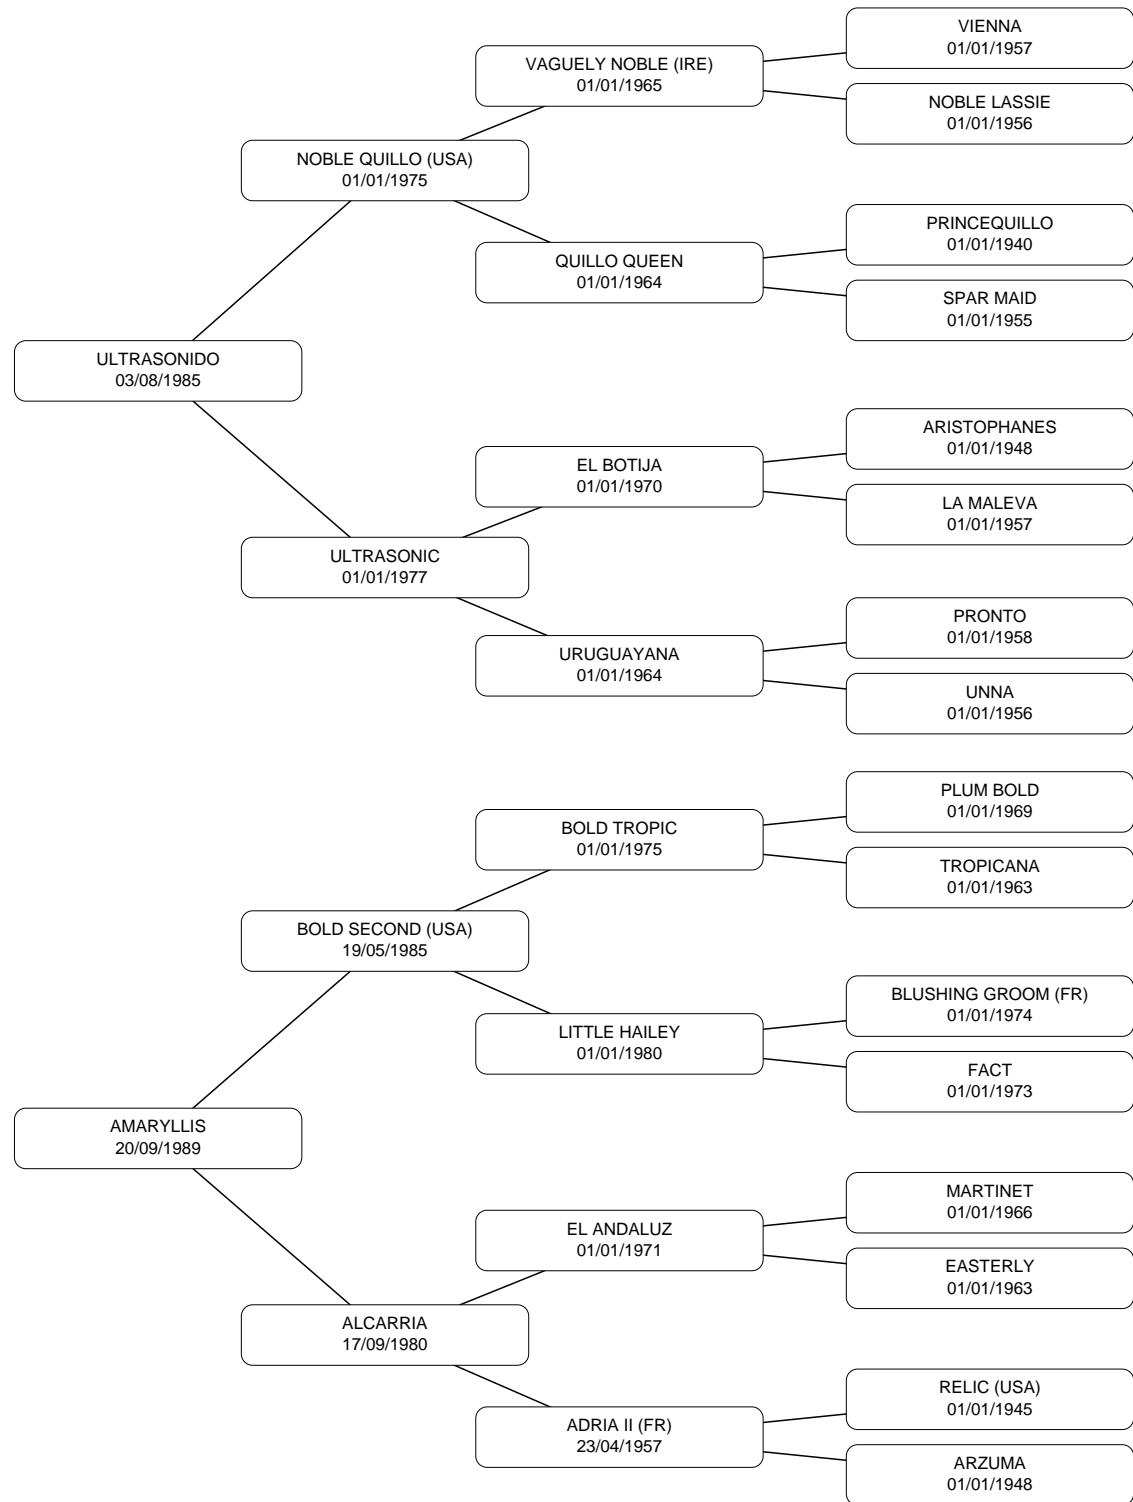 VIENNA
01/01/1957
VAGUELY NOBLE (IRE)
01/01/1965
NOBLE LASSIE
01/01/1956
NOBLE QUILLO (USA)
01/01/1975
PRINCEQUILLO
01/01/1940
QUILLO QUEEN
01/01/1964
SPAR MAID
01/01/1955
ULTRASONIDO
03/08/1985
ARISTOPHANES
01/01/1948
EL BOTIJA
01/01/1970
LA MALEVA
01/01/1957
ULTRASONIC
01/01/1977
PRONTO
01/01/1958
URUGUAYANA
01/01/1964
UNNA
01/01/1956
PLUM BOLD
01/01/1969
BOLD TROPIC
01/01/1975
TROPICANA
01/01/1963
BOLD SECOND (USA)
19/05/1985
BLUSHING GROOM (FR)
01/01/1974
LITTLE HAILEY
01/01/1980
FACT
01/01/1973
AMARYLLIS
20/09/1989
MARTINET
01/01/1966
EL ANDALUZ
01/01/1971
EASTERLY
01/01/1963
ALCARRIA
17/09/1980
RELIC (USA)
01/01/1945
ADRIA II (FR)
23/04/1957
ARZUMA
01/01/1948